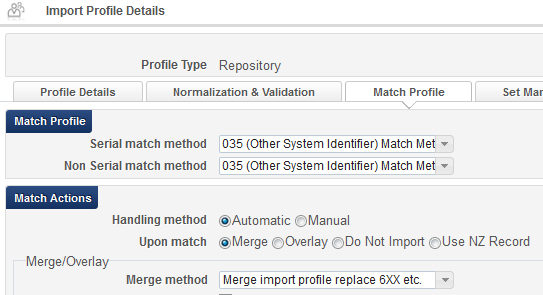 Import Profile Details
Profile Type Repository
Profile Details Normalization & Validation Match Profile Set Mar
Match Profile
Serial match method 035 (Other System Identifier) Match Met
Non Serial match method 035 (Other System Identifier) Match Met
Match Actions
Handling method Automatic Manual
Upon match Merge Overlay Do Not Import Use NZ Record
Merge/Overlay
Merge method Merge import profile replace 6XX etc.